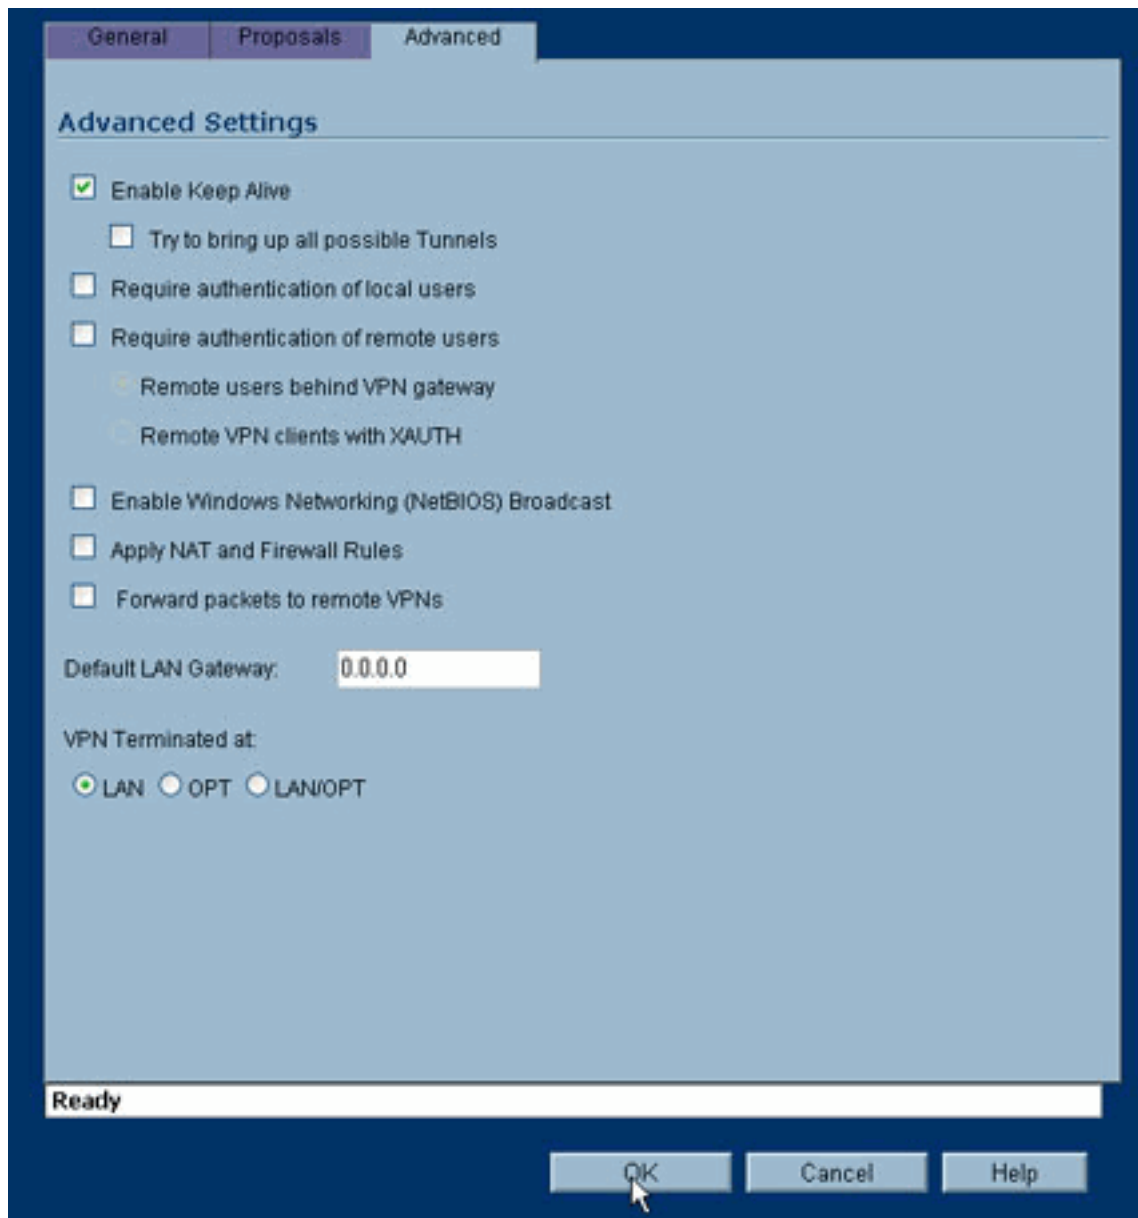 General Proposals Advanced
Advanced Settings
Enable Keep Alive
Try to bring up all possible Tunnels
Require authentication of local users
Require authentication of remote users
Remote users behind VPN gateway
Remote VPN clients with XAUTH
Enable Windows Networking (NetBIOS) Broadcast
Apply NAT and Firewall Rules
Forward packets to remote VPNs
Default LAN Gateway: 0.0.0.0
VPN Terminated at:
LAN OPT LAN/OPT
Ready
OK Cancel Help